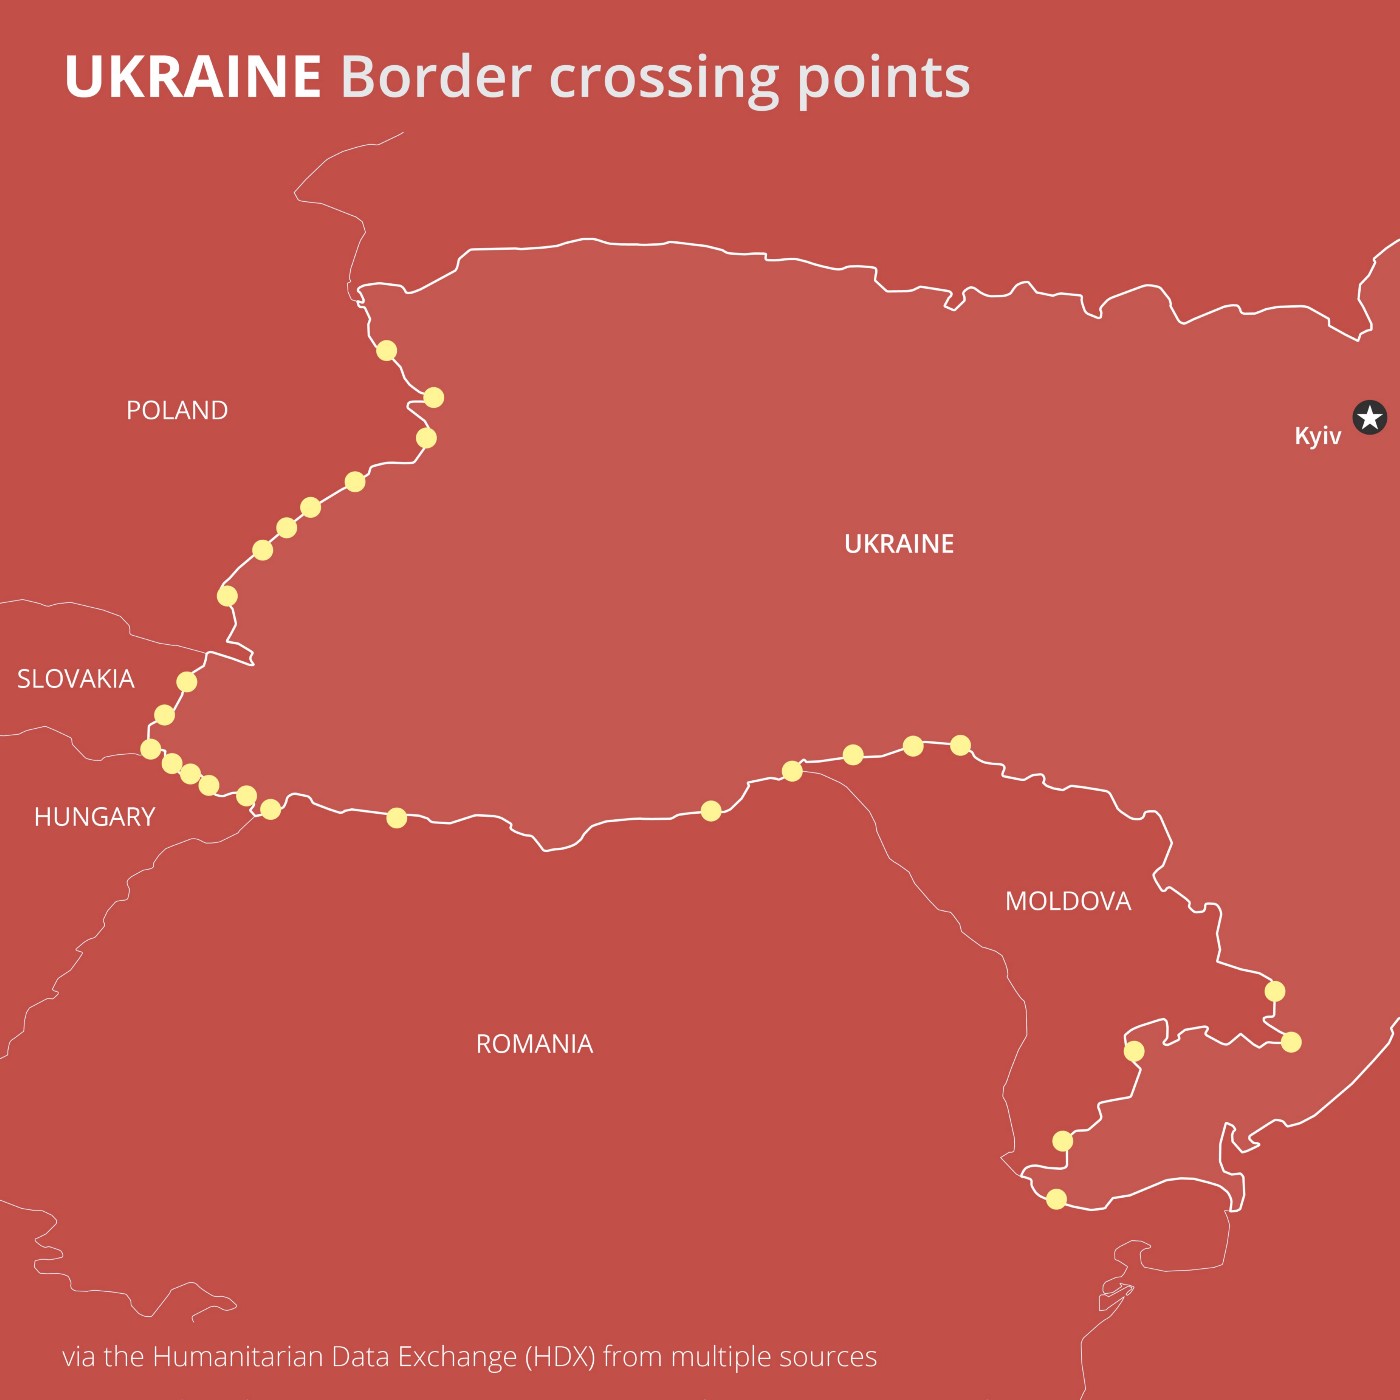 UKRAINE Border crossing points
POLAND
Kyiv
UKRAINE
SLOVAKIA
HUNGARY
MOLDOVA
ROMANIA
via the Humanitarian Data Exchange (HDX) from multiple sources